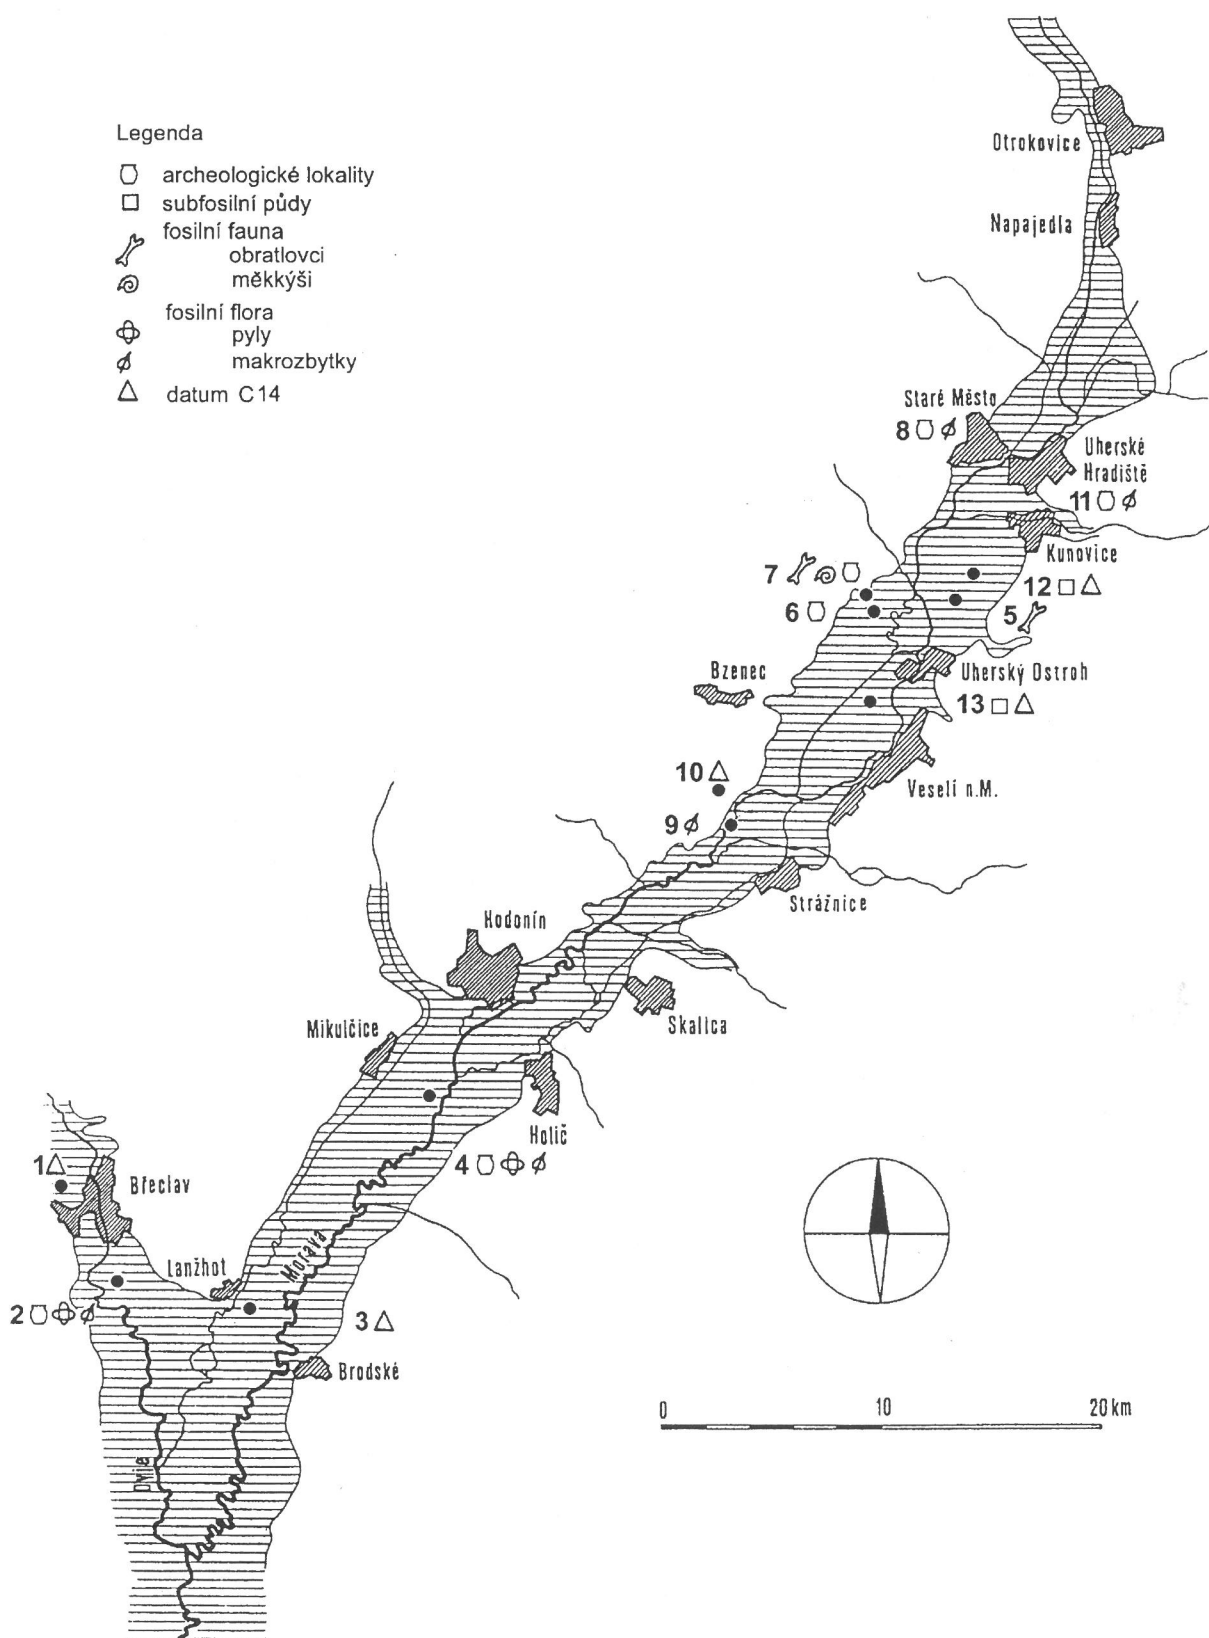 Legenda
archeologické lokality
subfosilní půdy
fosilní fauna
obratlovci
měkkýši
fosilní flora
pyly
makrozbytky
datum C14
Otrokovice
Napajedla
Staré Město
8
Uherské
Hradiště
11
Kunovice
7
12
6
5
Bzenec
Uherský Ostroh
13
10
Veselí n.M.
9
Strážnice
Hodonín
Skalica
Mikulčice
Holíč
4
1
Břeclav
Morava
Lanžhot
2
3
Brodské
0 10 20 km
Dyje